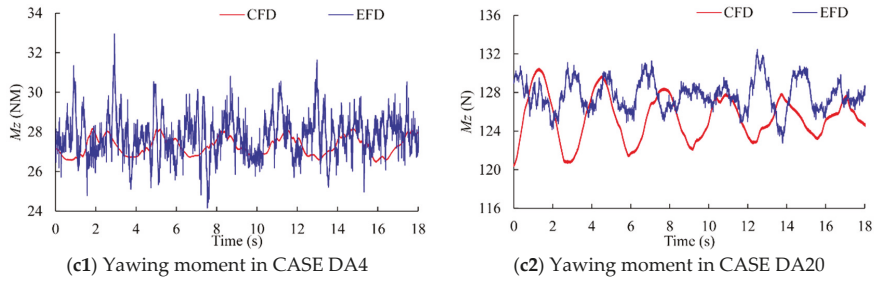 CFD EFD
34
32
30
28
26
24
Mz (NM)
0 2 4 6 8 10 12 14 16 18
Time (s)
(c1) Yawing moment in CASE DA4
CFD EFD
136
132
128
124
120
116
Mz (N)
0 2 4 6 8 10 12 14 16 18
Time (s)
(c2) Yawing moment in CASE DA20